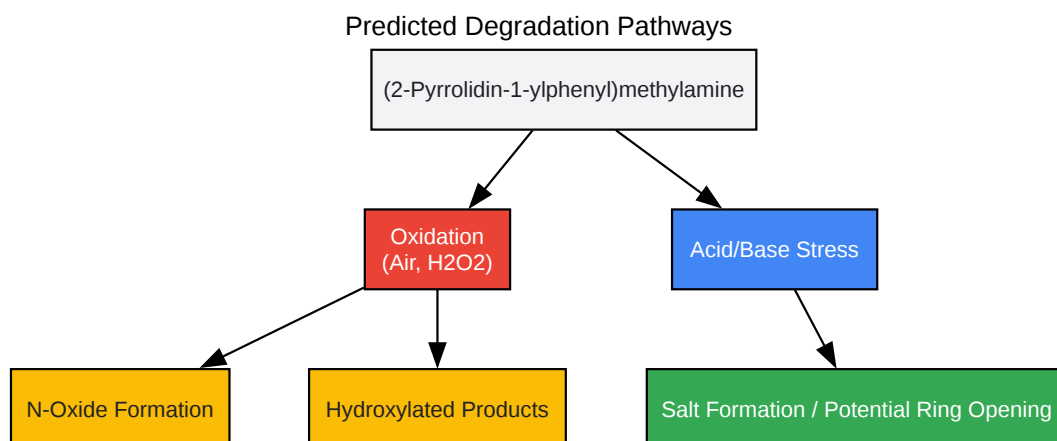 Predicted Degradation Pathways
(2-Pyrrolidin-1-ylphenyl)methylamine
Oxidation
(Air, H2O2)
Acid/Base Stress
N-Oxide Formation
Hydroxylated Products
Salt Formation / Potential Ring Opening